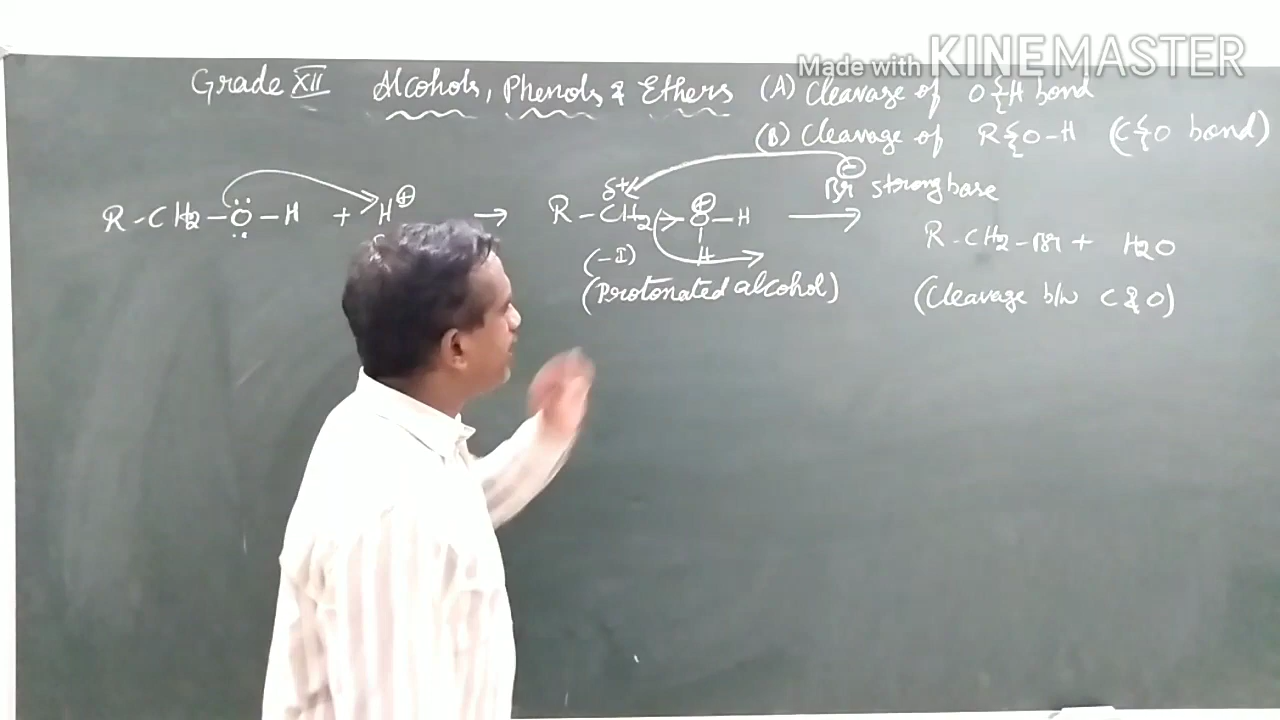 Made with KINEMASTER
Grade XII Alcohols, Phenols & Ethers (A) Cleavage of O{H bond
(B) Cleavage of R{O-H (C{O bond)
Br ⊖ strong base
R-CH2-Ö-H + H⊕ → R-CH2>-O⊕-H →
δ+
H
R-CH2-Br + H2O
(-I)
(Protonated alcohol) (Cleavage b/w C & O)